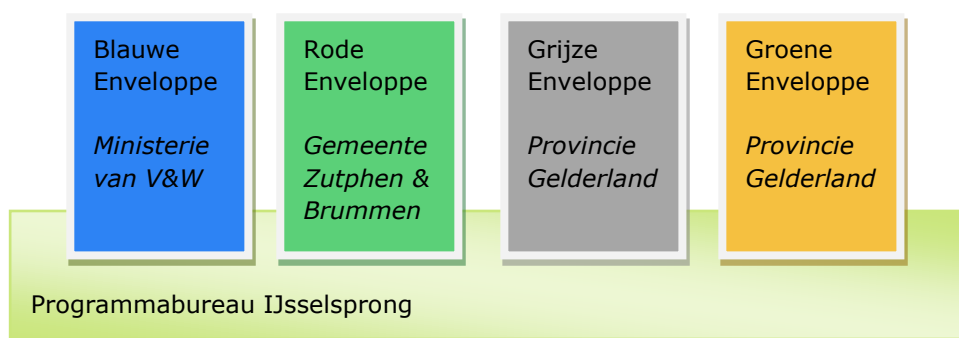 Blauwe
Enveloppe
Ministerie
van V&W
Rode
Enveloppe
Gemeente
Zutphen &
Brummen
Grijze
Enveloppe
Provincie
Gelderland
Groene
Enveloppe
Provincie
Gelderland
Programmabureau IJsselsprong